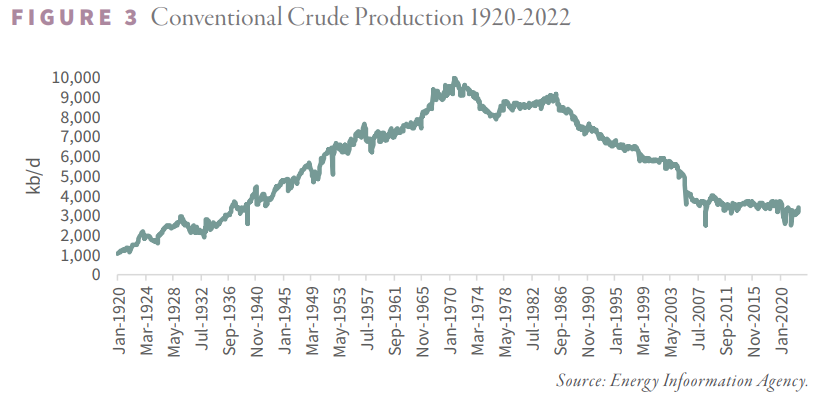 FIGURE 3 Conventional Crude Production 1920-2022
10,000
9,000
8,000
7,000
6,000
5,000
4,000
3,000
2,000
1,000
0
kb/d
Jan-1920
Mar-1924
May-1928
Jul-1932
Sep-1936
Nov-1940
Jan-1945
Mar-1949
May-1953
Jul-1957
Sep-1961
Nov-1965
Jan-1970
Mar-1974
May-1978
Jul-1982
Sep-1986
Nov-1990
Jan-1995
Mar-1999
May-2003
Jul-2007
Sep-2011
Nov-2015
Jan-2020
Source: Energy Infoormation Agency.